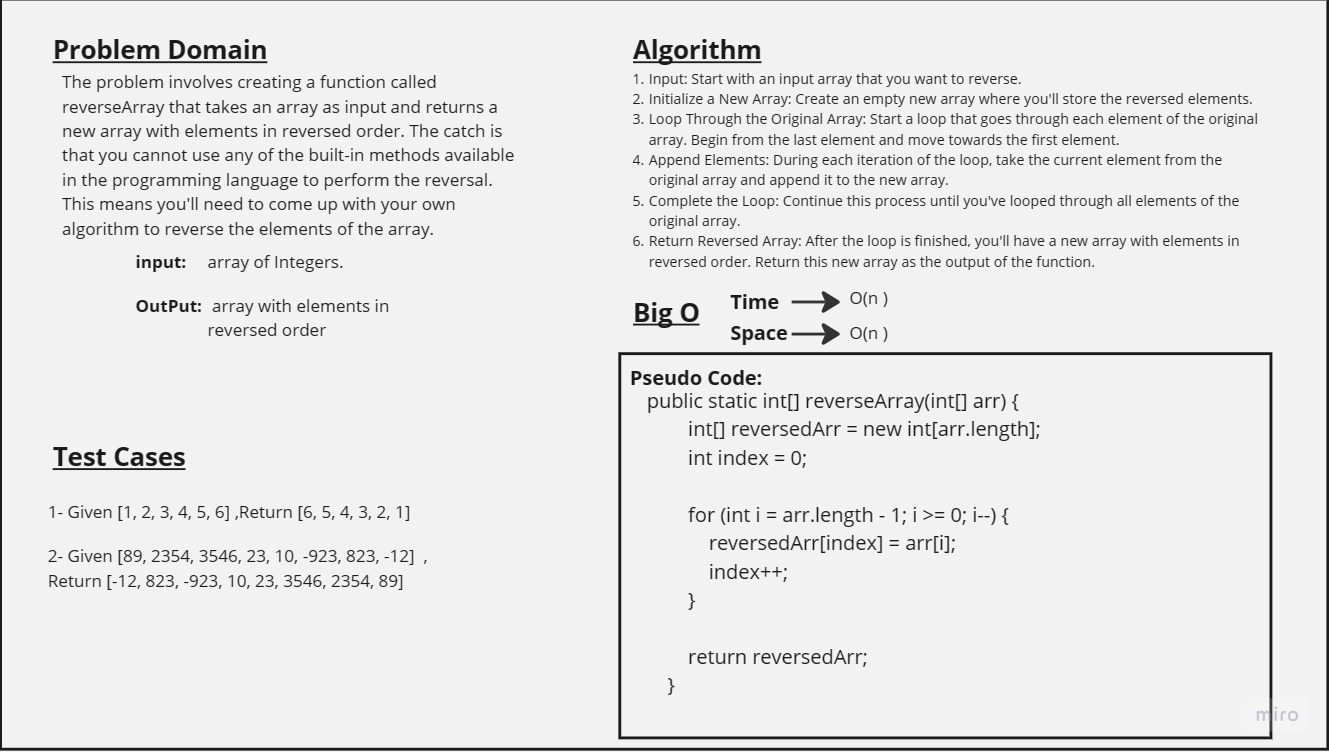 Problem Domain
The problem involves creating a function called
reverseArray that takes an array as input and returns a
new array with elements in reversed order. The catch is
that you cannot use any of the built-in methods available
in the programming language to perform the reversal.
This means you'll need to come up with your own
algorithm to reverse the elements of the array.
input: array of Integers.
OutPut: array with elements in
reversed order
Test Cases
1- Given [1, 2, 3, 4, 5, 6] ,Return [6, 5, 4, 3, 2, 1]
2- Given [89, 2354, 3546, 23, 10, -923, 823, -12] ,
Return [-12, 823, -923, 10, 23, 3546, 2354, 89]
Algorithm
1. Input: Start with an input array that you want to reverse.
2. Initialize a New Array: Create an empty new array where you'll store the reversed elements.
3. Loop Through the Original Array: Start a loop that goes through each element of the original
array. Begin from the last element and move towards the first element.
4. Append Elements: During each iteration of the loop, take the current element from the
original array and append it to the new array.
5. Complete the Loop: Continue this process until you've looped through all elements of the
original array.
6. Return Reversed Array: After the loop is finished, you'll have a new array with elements in
reversed order. Return this new array as the output of the function.
Big O
Time O(n )
Space O(n )
Pseudo Code:
public static int[] reverseArray(int[] arr) {
int[] reversedArr = new int[arr.length];
int index = 0;
for (int i = arr.length - 1; i >= 0; i--) {
reversedArr[index] = arr[i];
index++;
}
return reversedArr;
}
miro